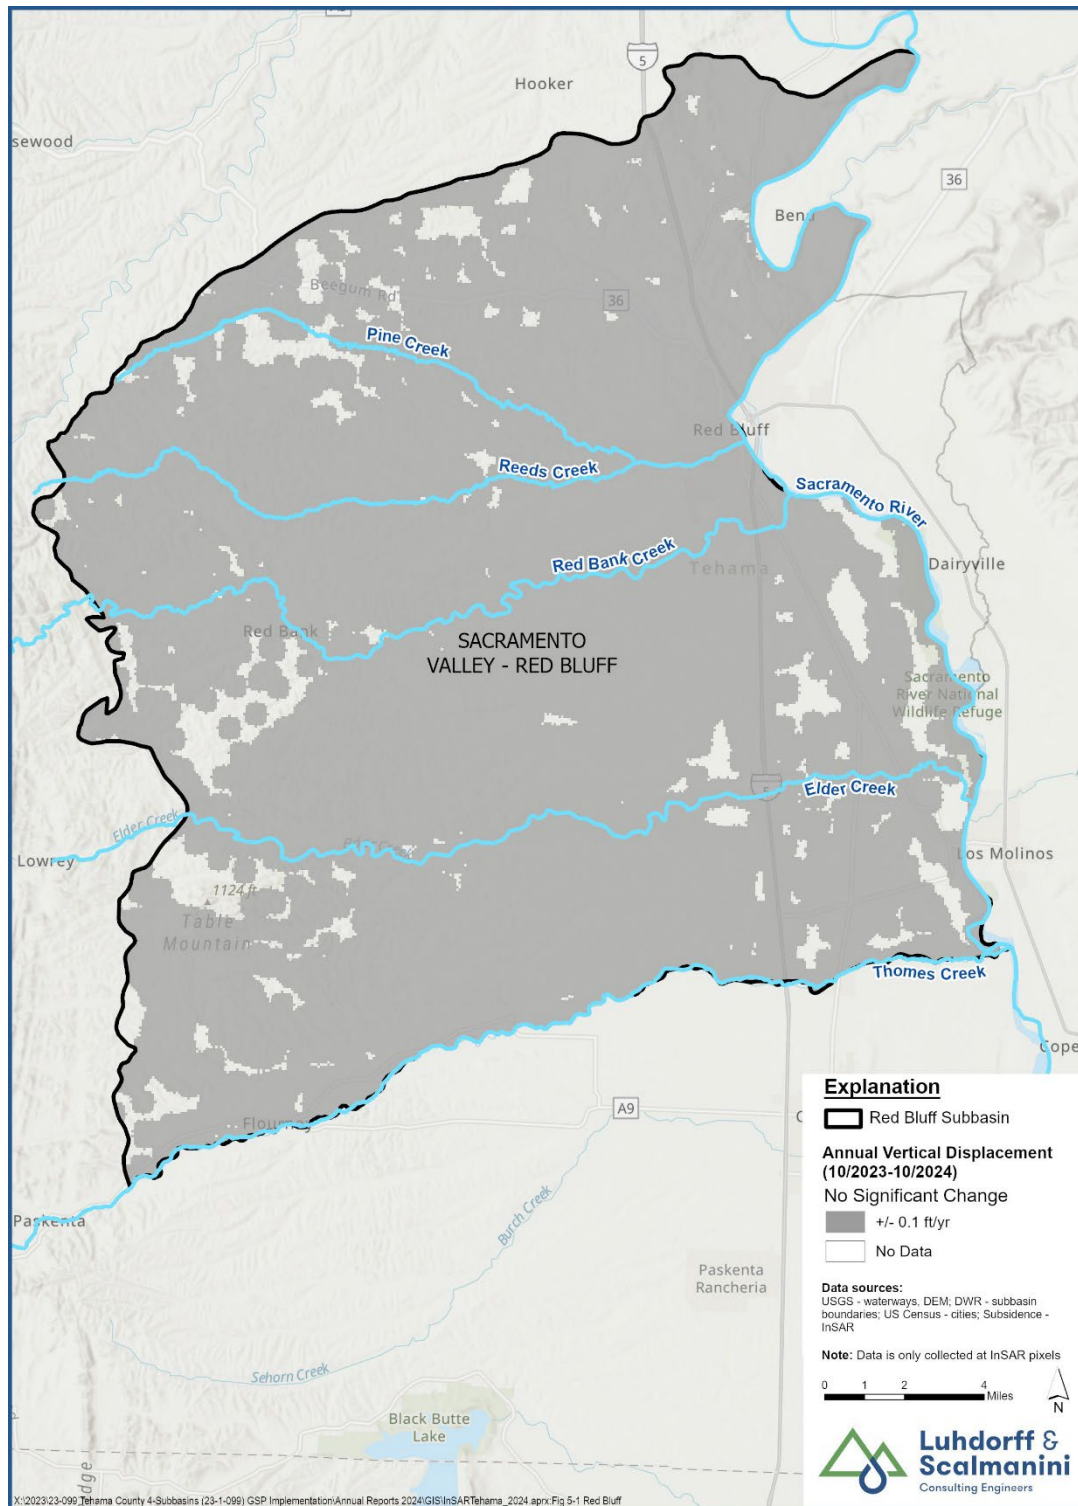 5
Hooker
sewood
36
Bend
Beegum Rd
36
Pine Creek
Red Bluff
Reeds Creek
Sacramento River
Red Bank Creek
Tehama
Dairyville
Red Bank
SACRAMENTO
VALLEY - RED BLUFF
Sacramento
River National
Wildlife Refuge
5
Elder Creek
Elder Creek
Elder Creek
Lowrey
Los Molinos
1124 ft
Table
Mountain
Thomes Creek
Cope
Flournoy
A9
C
Paskenta
Burch Creek
Paskenta
Rancheria
Sehorn Creek
Black Butte
Lake
dge
Explanation
Red Bluff Subbasin
Annual Vertical Displacement
(10/2023-10/2024)
No Significant Change
+/- 0.1 ft/yr
No Data
Data sources:
USGS - waterways, DEM; DWR - subbasin
boundaries; US Census - cities; Subsidence -
InSAR
Note: Data is only collected at InSAR pixels
0 1 2 4
Miles
N
Luhdorff &
Scalmanini
Consulting Engineers
X:\2023\23-099_Tehama County 4-Subbasins (23-1-099) GSP Implementation\Annual Reports 2024\GIS\InSARTehama_2024.aprx:Fig 5-1 Red Bluff